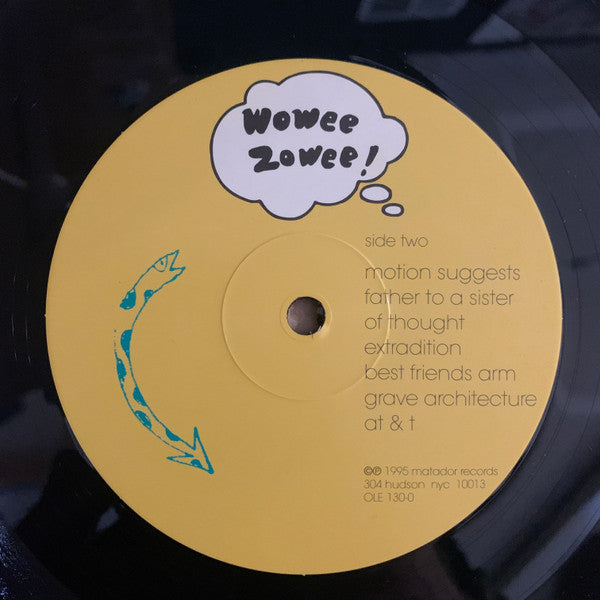 Wowee
Zowee!
side two
motion suggests
father to a sister
of thought
extradition
best friends arm
grave architecture
at & t
©℗ 1995 matador records
304 hudson nyc 10013
OLE 130-0